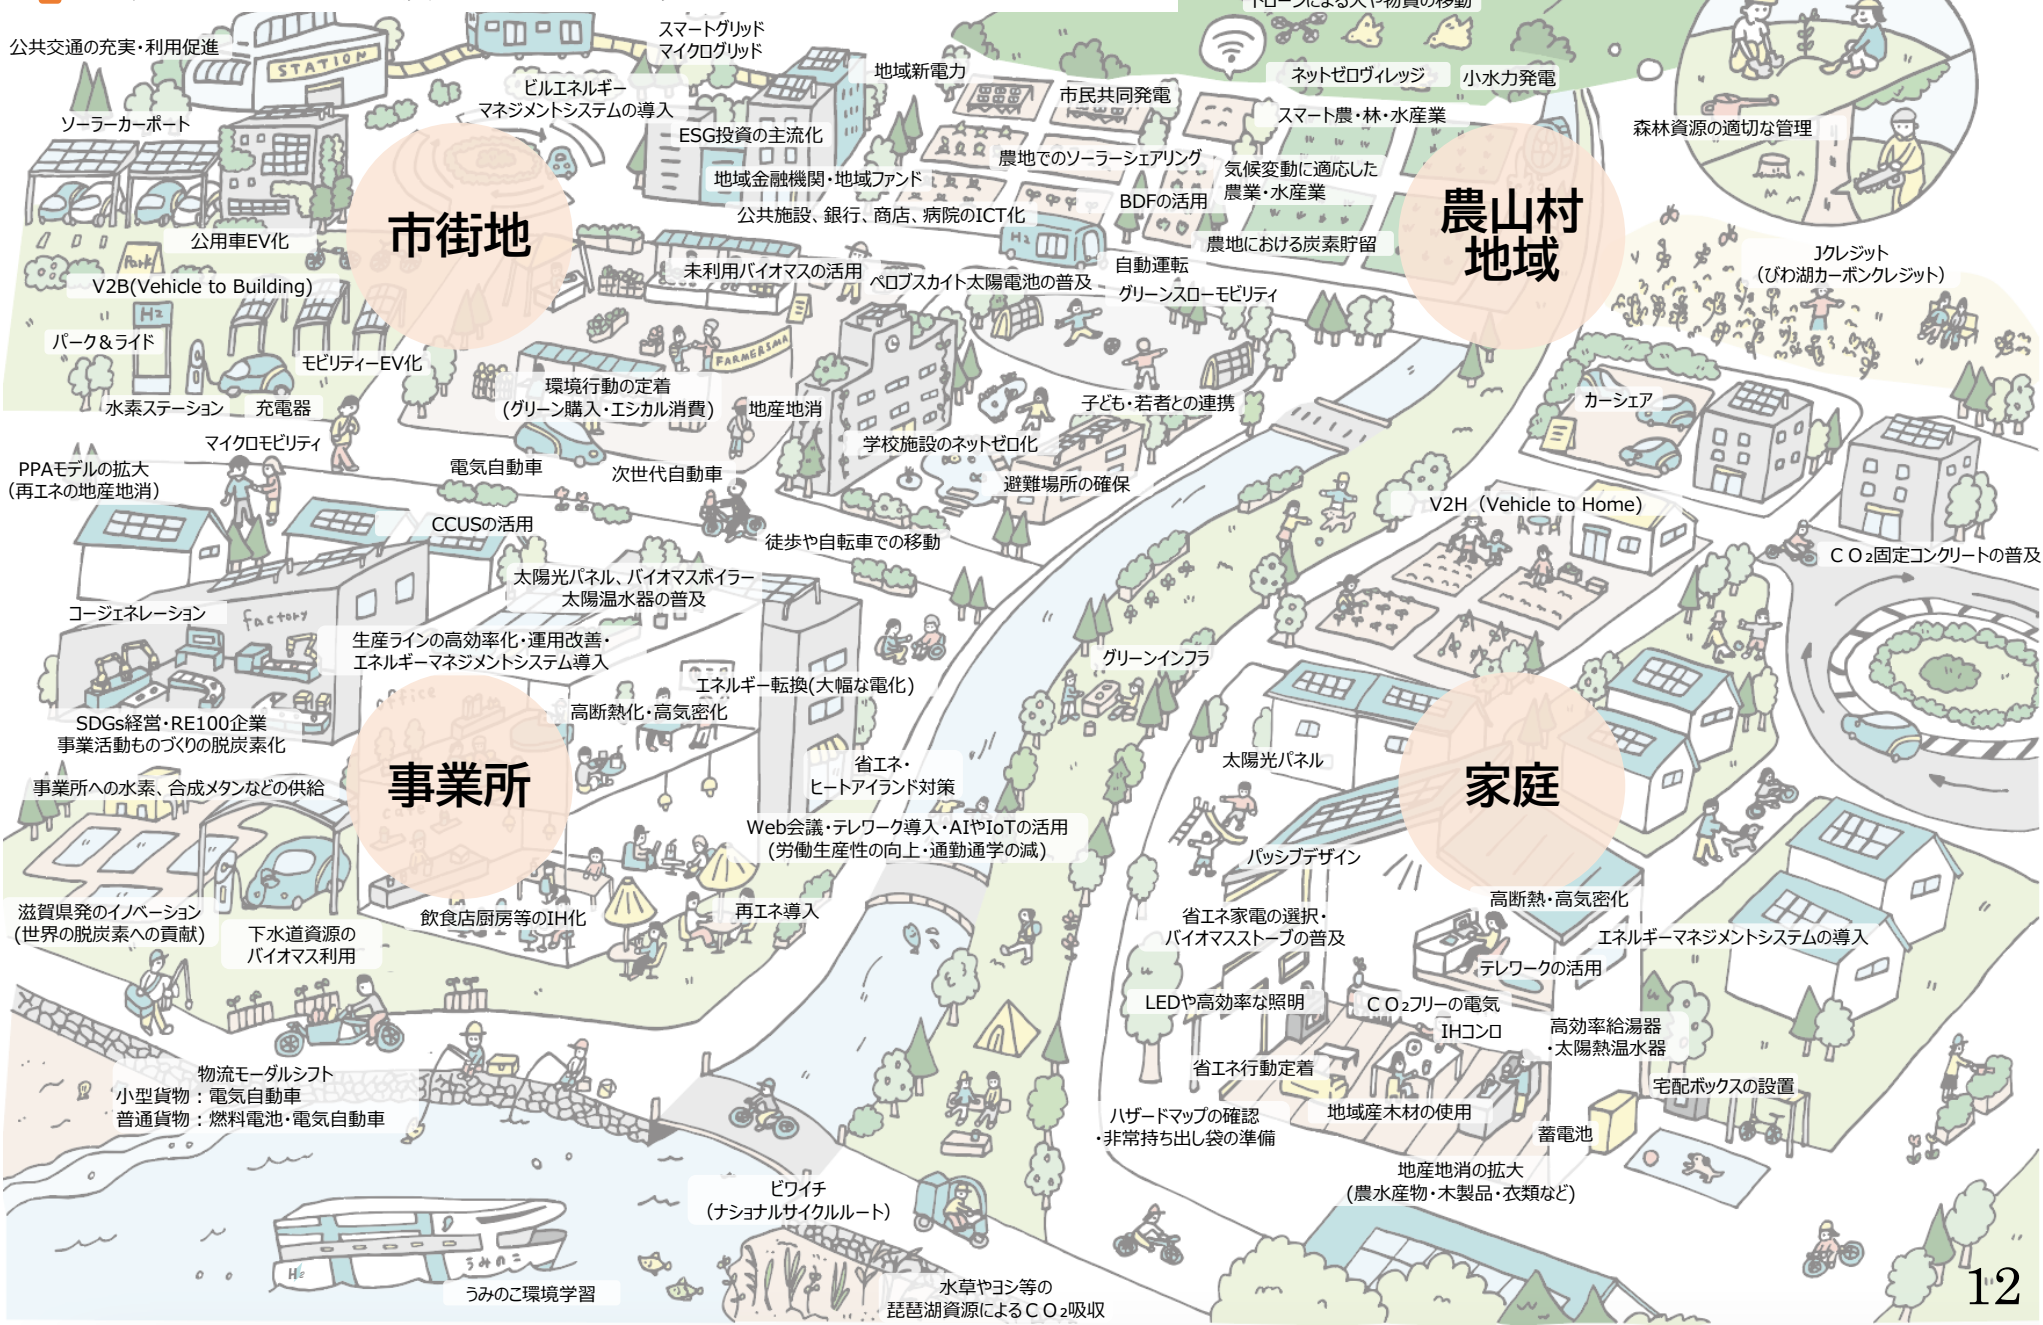 ドローンによる人や物資の移動
公共交通の充実・利用促進
STATION
スマートグリッド
マイクログリッド
地域新電力
ネットゼロヴィレッジ
小水力発電
ビルエネルギー
マネジメントシステムの導入
市民共同発電
スマート農・林・水産業
森林資源の適切な管理
ソーラーカーポート
ESG投資の主流化
農地でのソーラーシェアリング
気候変動に適応した
農業・水産業
地域金融機関・地域ファンド
BDFの活用
公共施設、銀行、商店、病院のICT化
農地における炭素貯留
市街地
農山村
地域
公用車EV化
H2
自動運転
Jクレジット
(びわ湖カーボンクレジット)
Park
V2B(Vehicle to Building)
未利用バイオマスの活用
ペロブスカイト太陽電池の普及
グリーンスローモビリティ
H2
パーク&ライド
モビリティーEV化
FARMERSMA
環境行動の定着
(グリーン購入・エシカル消費)
地産地消
子ども・若者との連携
カーシェア
水素ステーション
充電器
マイクロモビリティ
学校施設のネットゼロ化
PPAモデルの拡大
(再エネの地産地消)
電気自動車
次世代自動車
避難場所の確保
V2H (Vehicle to Home)
CCUSの活用
徒歩や自転車での移動
CO₂固定コンクリートの普及
太陽光パネル、バイオマスボイラー
太陽温水器の普及
コージェネレーション
factory
生産ラインの高効率化・運用改善・
エネルギーマネジメントシステム導入
グリーンインフラ
エネルギー転換(大幅な電化)
office
高断熱化・高気密化
SDGs経営・RE100企業
事業活動ものづくりの脱炭素化
事業所
省エネ・
ヒートアイランド対策
太陽光パネル
家庭
事業所への水素、合成メタンなどの供給
cafe
Web会議・テレワーク導入・AIやIoTの活用
(労働生産性の向上・通勤通学の減)
パッシブデザイン
滋賀県発のイノベーション
(世界の脱炭素への貢献)
下水道資源の
バイオマス利用
飲食店厨房等のIH化
再エネ導入
省エネ家電の選択・
バイオマスストーブの普及
高断熱・高気密化
エネルギーマネジメントシステムの導入
テレワークの活用
LEDや高効率な照明
CO₂フリーの電気
IHコンロ
高効率給湯器
・太陽熱温水器
省エネ行動定着
物流モーダルシフト
小型貨物：電気自動車
普通貨物：燃料電池・電気自動車
宅配ボックスの設置
ハザードマップの確認
・非常持ち出し袋の準備
地域産木材の使用
蓄電池
地産地消の拡大
(農水産物・木製品・衣類など)
ビワイチ
(ナショナルサイクルルート)
うみのこ
H2
うみのこ環境学習
水草やヨシ等の
琵琶湖資源によるCO₂吸収
12